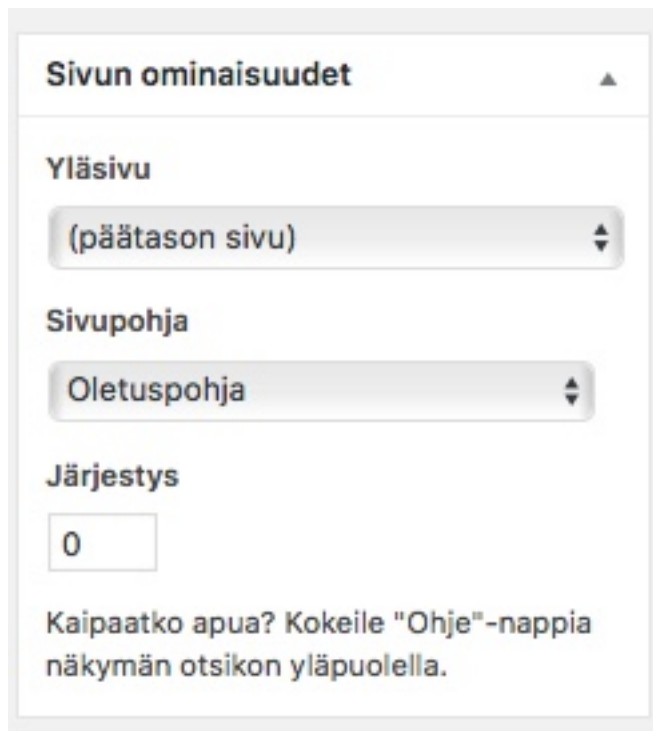 Sivun ominaisuudet
Yläsivu
(päätason sivu)
Sivupohja
Oletuspohja
Järjestys
0
Kaipaatko apua? Kokeile "Ohje"-nappia
näkymän otsikon yläpuolella.